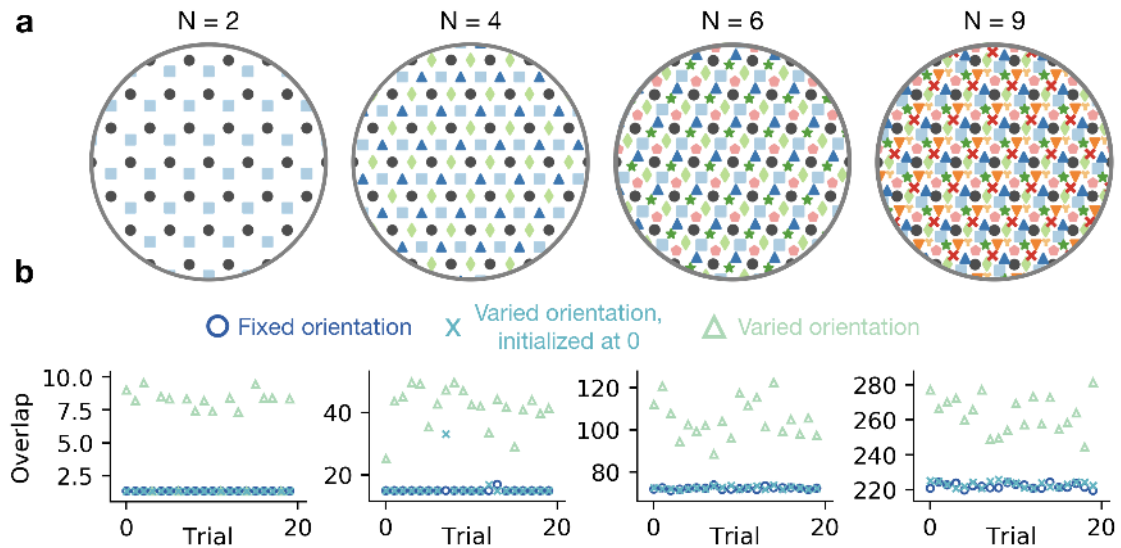 a
N = 2
N = 4
N = 6
N = 9
b
Fixed orientation
Varied orientation,
initialized at 0
Varied orientation
Overlap
10.0
7.5
5.0
2.5
0
20
Trial
40
20
0
20
Trial
120
100
80
0
20
Trial
280
260
240
220
0
20
Trial